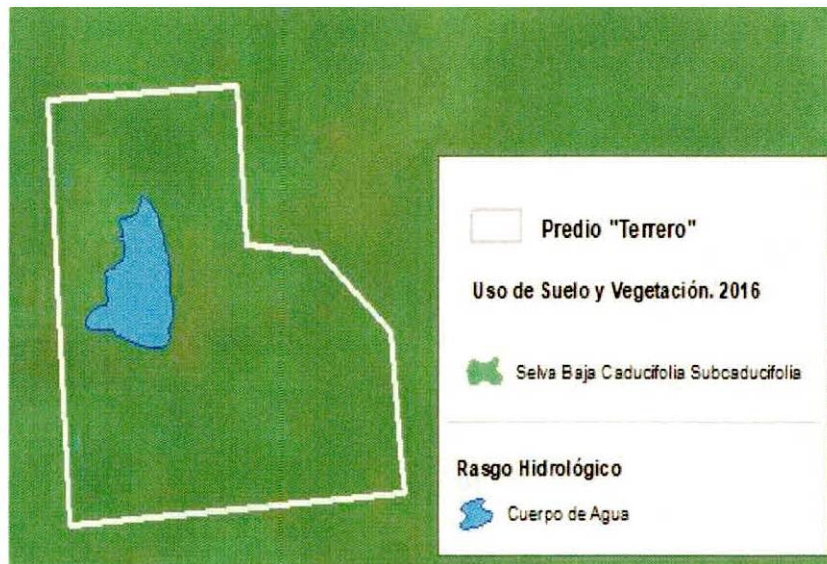 Predio "Terrero"
Uso de Suelo y Vegetación. 2016
Selva Baja Caducifolia Subcaducifolia
Rasgo Hidrológico
Cuerpo de Agua